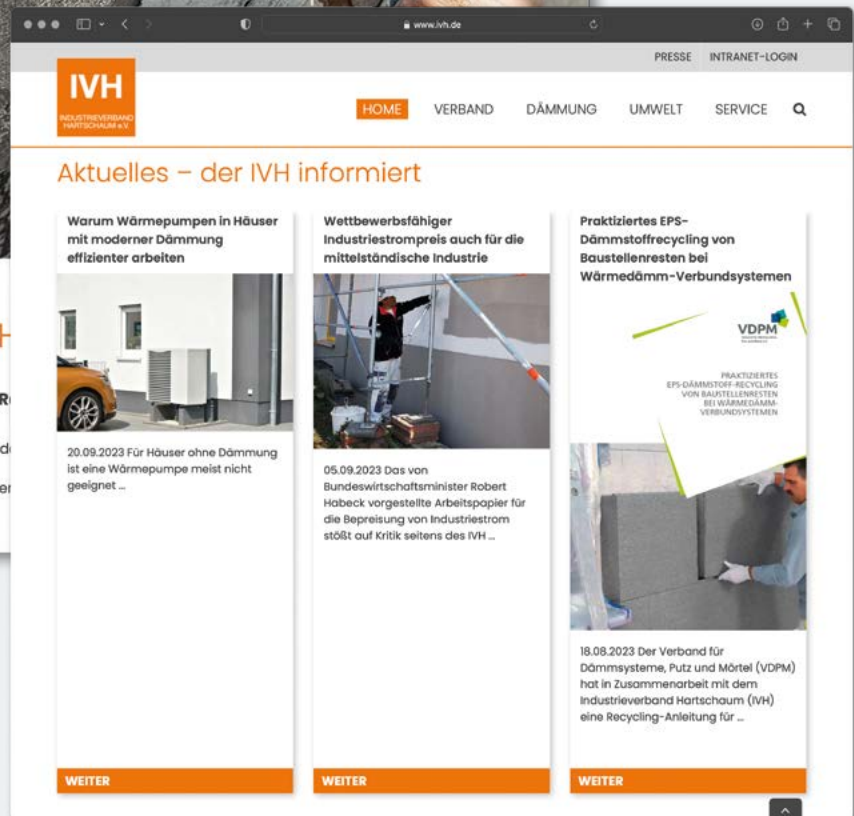 www.ivh.de
PRESSE INTRANET-LOGIN
IVH
INDUSTRIEVERBAND
HARTSCHAUM e.V.
HOME VERBAND DÄMMUNG UMWELT SERVICE
Aktuelles – der IVH informiert
Warum Wärmepumpen in Häuser
mit moderner Dämmung
effizienter arbeiten
20.09.2023 Für Häuser ohne Dämmung
ist eine Wärmepumpe meist nicht
geeignet ...
WEITER
Wettbewerbsfähiger
Industriestrompreis auch für die
mittelständische Industrie
05.09.2023 Das von
Bundeswirtschaftsminister Robert
Habeck vorgestellte Arbeitspapier für
die Bepreisung von Industriestrom
stößt auf Kritik seitens des IVH ...
WEITER
Praktiziertes EPS-
Dämmstoffrecycling von
Baustellenresten bei
Wärmedämm-Verbundsystemen
VDPM
PRAKTIZIERTES
EPS-DÄMMSTOFF-RECYCLING
VON BAUSTELLENRESTEN
BEI WÄRMEDÄMM-
VERBUNDSYSTEMEN
18.08.2023 Der Verband für
Dämmsysteme, Putz und Mörtel (VDPM)
hat in Zusammenarbeit mit dem
Industrieverband Hartschaum (IVH)
eine Recycling-Anleitung für ...
WEITER